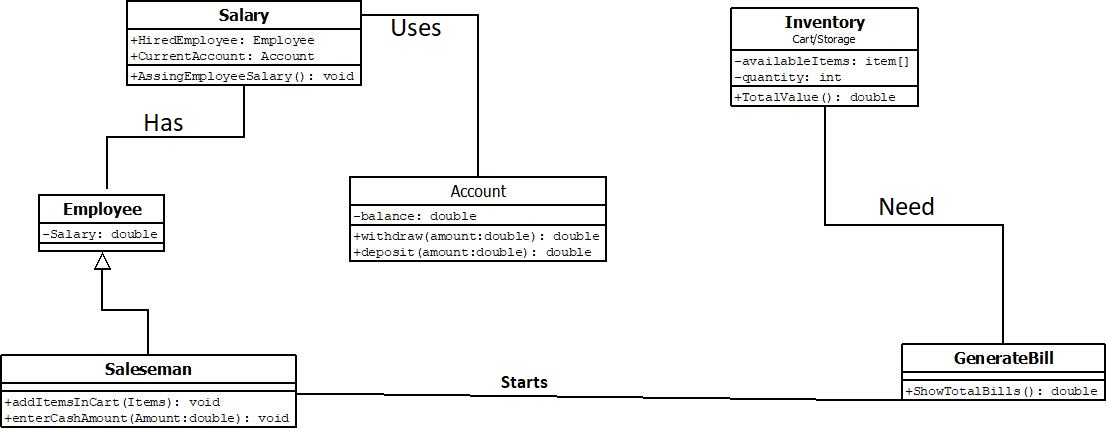 Salary
+HiredEmployee: Employee
+CurrentAccount: Account
+AssingEmployeeSalary(): void
Uses
Inventory
Cart/Storage
-availableItems: item[]
-quantity: int
+TotalValue(): double
Has
Employee
-Salary: double
Account
-balance: double
+withdraw(amount:double): double
+deposit(amount:double): double
Need
Saleseman
+addItemsInCart(Items): void
+enterCashAmount(Amount:double): void
Starts
GenerateBill
+ShowTotalBills(): double